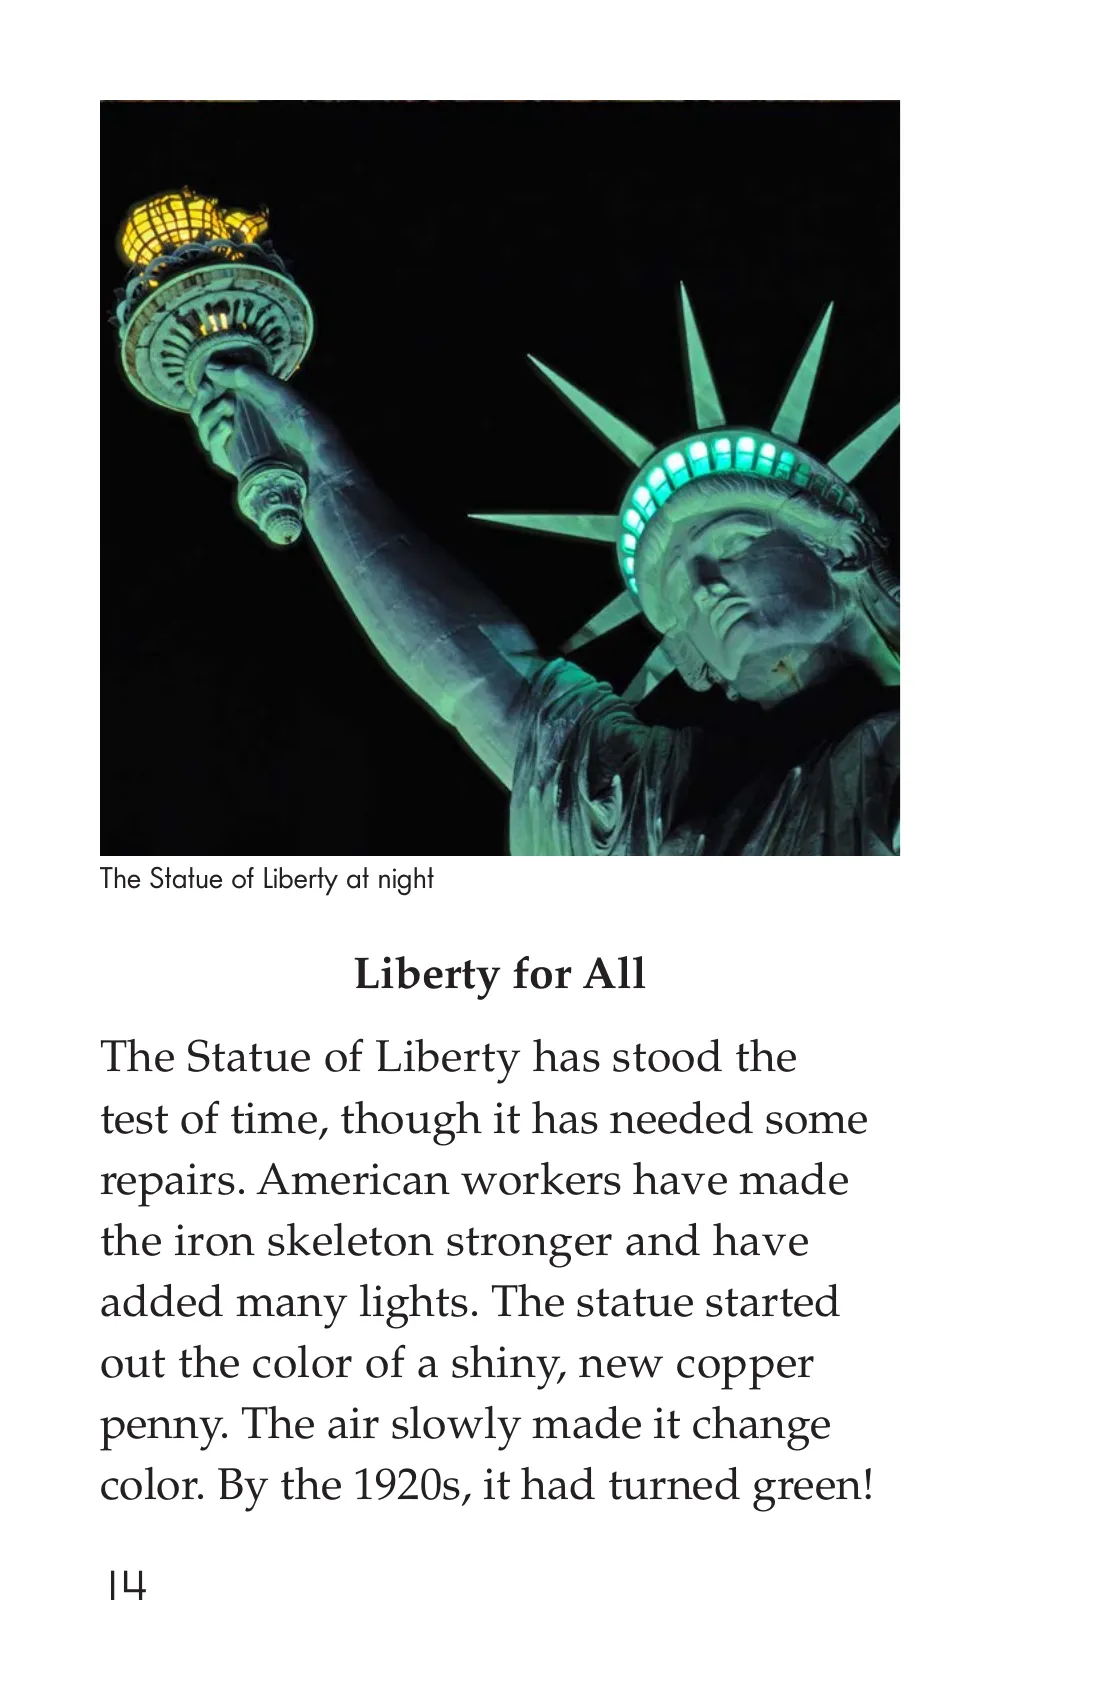 The Statue of Liberty at night
Liberty for All
The Statue of Liberty has stood the
test of time, though it has needed some
repairs. American workers have made
the iron skeleton stronger and have
added many lights. The statue started
out the color of a shiny, new copper
penny. The air slowly made it change
color. By the 1920s, it had turned green!
14